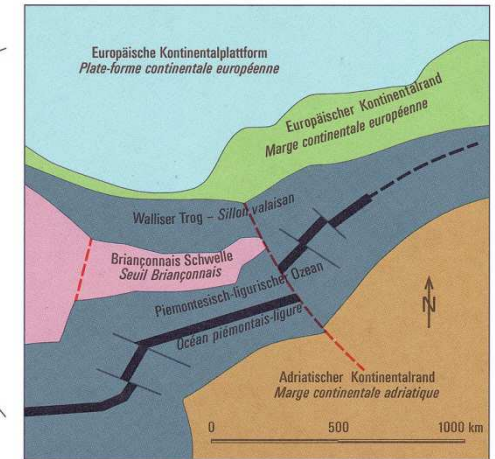 Europäische Kontinentalplattform
Plate-forme continentale européenne
Europäischer Kontinentalrand
Marge continentale européenne
Walliser Trog – Sillon valaisan
Briançonnais Schwelle
Seuil Briançonnais
Piemontesisch-ligurischer Ozean
Océan piémontais-ligure
N
Adriatischer Kontinentalrand
Marge continentale adriatique
0 500 1000 km